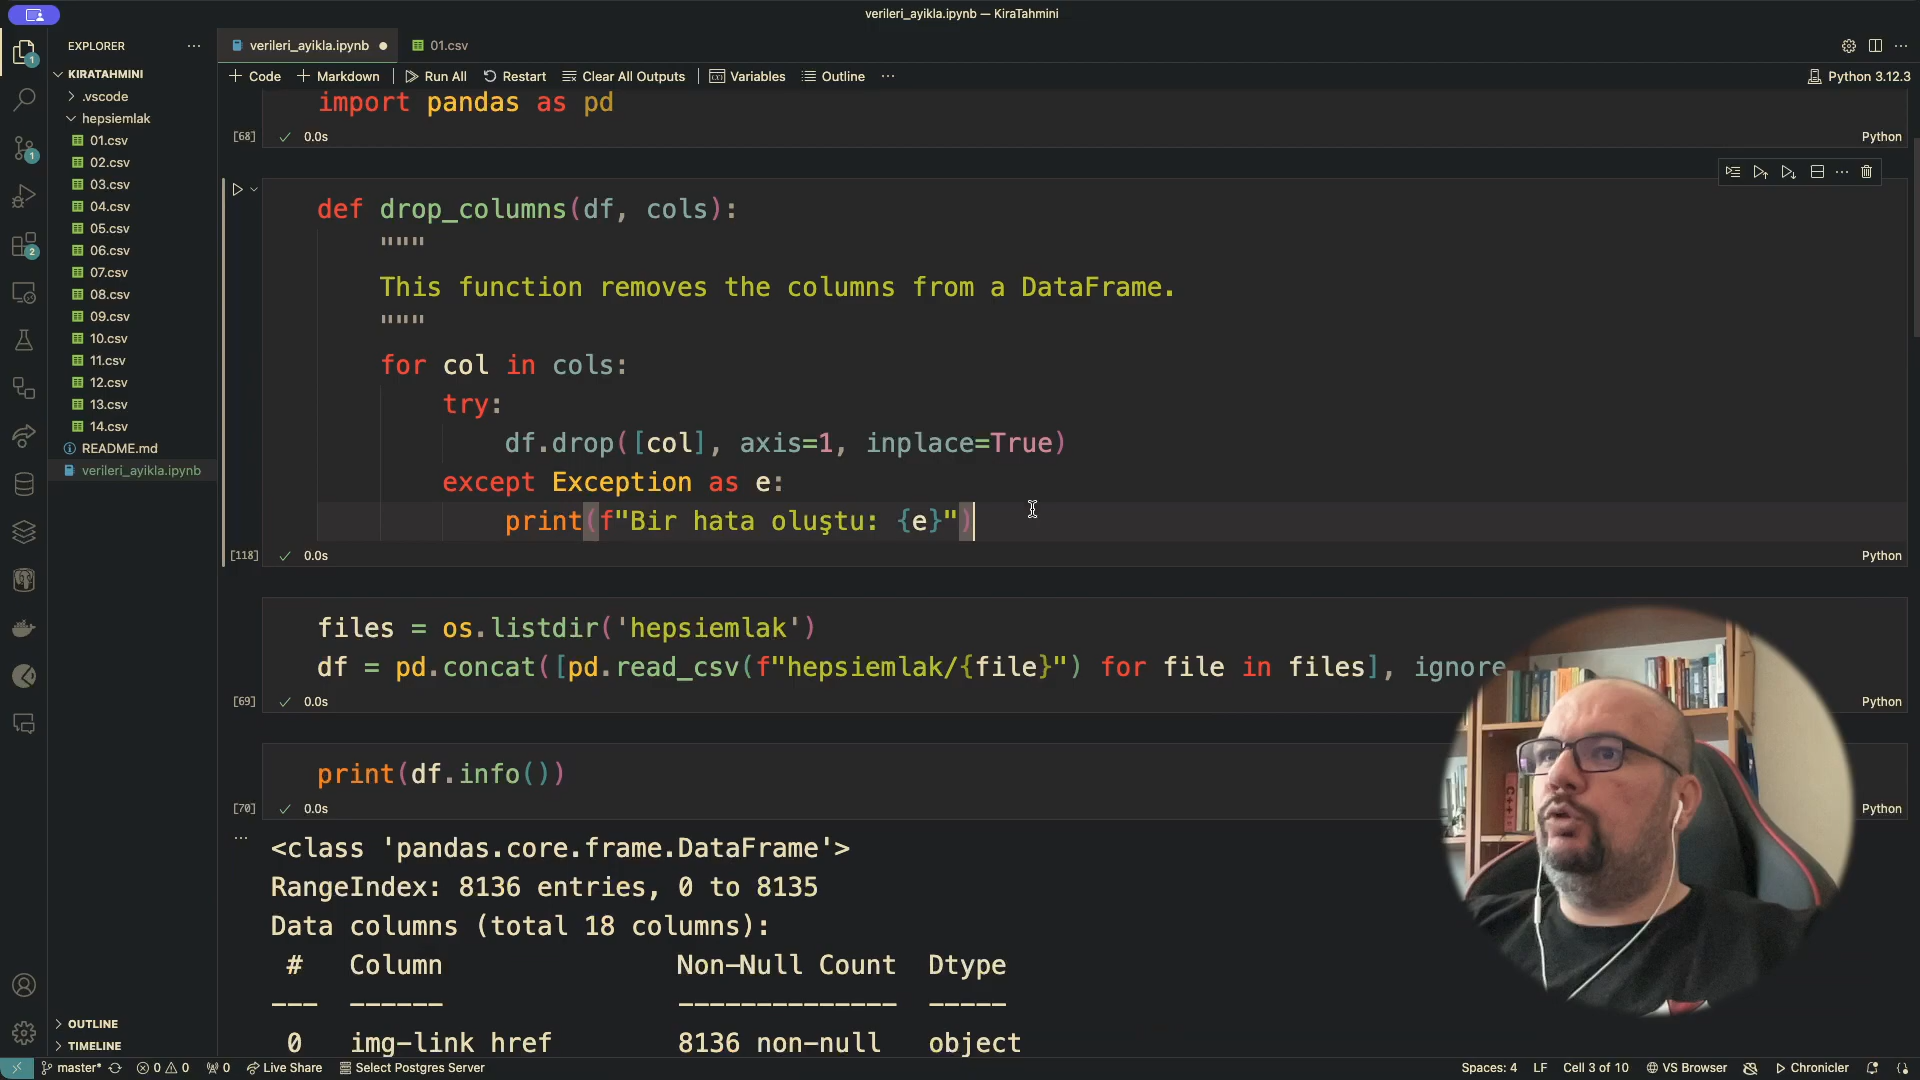 verileri_ayikla.ipynb — KiraTahmini
EXPLORER
KIRATAHMINI
.vscode
hepsiemlak
01.csv
02.csv
03.csv
04.csv
05.csv
06.csv
07.csv
08.csv
09.csv
10.csv
11.csv
12.csv
13.csv
14.csv
README.md
verileri_ayikla.ipynb
OUTLINE
TIMELINE
verileri_ayikla.ipynb
01.csv
Code
Markdown
Run All
Restart
Clear All Outputs
Variables
Outline
Python 3.12.3
import pandas as pd
[68]
0.0s
Python
def drop_columns(df, cols):
"""
This function removes the columns from a DataFrame.
"""
for col in cols:
try:
df.drop([col], axis=1, inplace=True)
except Exception as e:
print(f"Bir hata oluştu: {e}")
[118]
0.0s
Python
files = os.listdir('hepsiemlak')
df = pd.concat([pd.read_csv(f"hepsiemlak/{file}") for file in files], ignore
[69]
0.0s
Python
print(df.info())
[70]
0.0s
Python
<class 'pandas.core.frame.DataFrame'>
RangeIndex: 8136 entries, 0 to 8135
Data columns (total 18 columns):
# Column Non-Null Count Dtype
--- ------ -------------- -----
0 img-link href 8136 non-null object
master*
0
0
0
Live Share
Select Postgres Server
Spaces: 4
LF
Cell 3 of 10
VS Browser
Chronicler